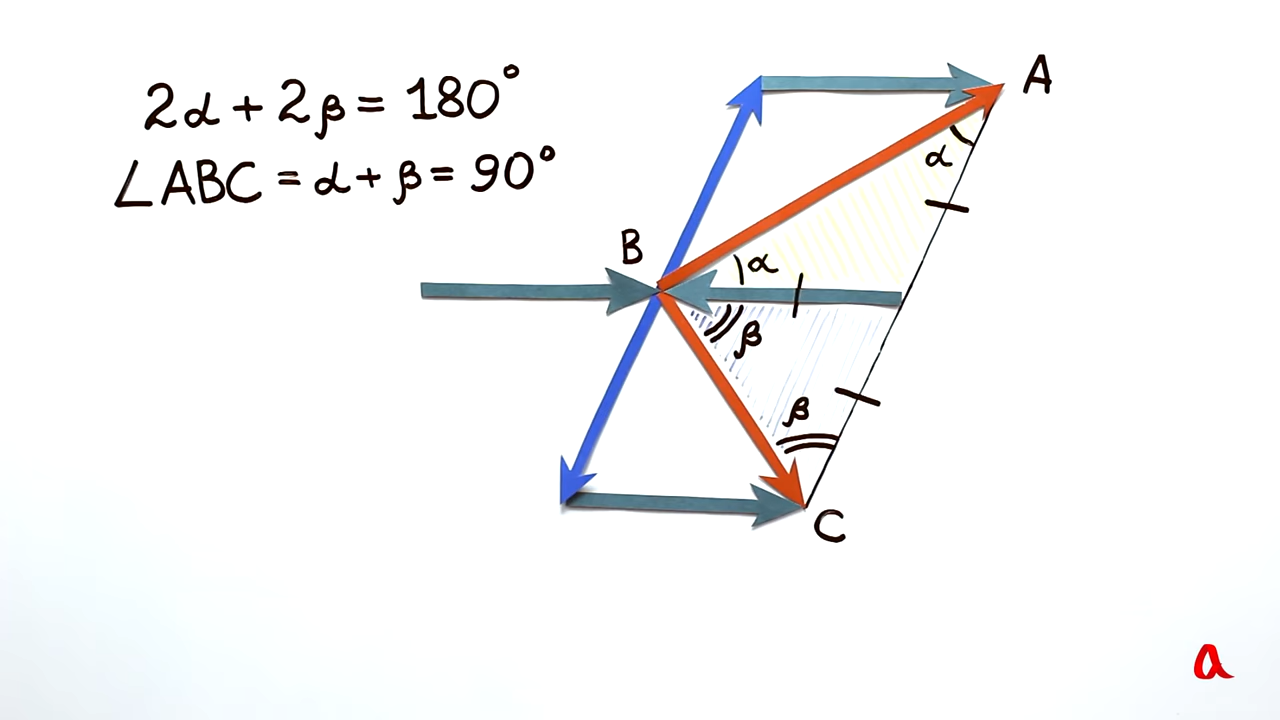 2α + 2β = 180°
∠ABC = α + β = 90°
A
α
B
α
β
β
C
a